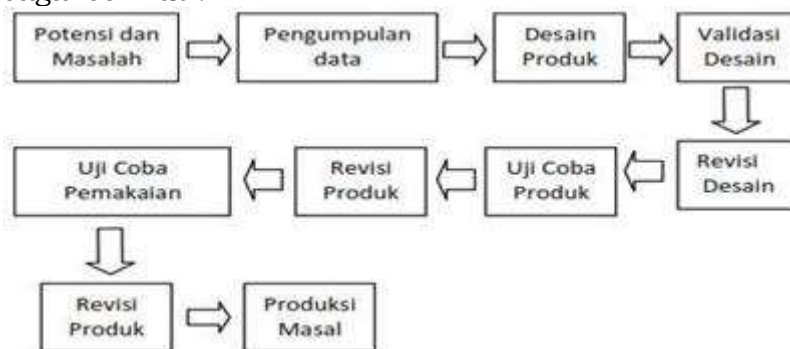 Potensi dan
Masalah
Pengumpulan
data
Desain
Produk
Validasi
Desain
Revisi
Desain
Uji Coba
Produk
Revisi
Produk
Uji Coba
Pemakaian
Revisi
Produk
Produksi
Masal